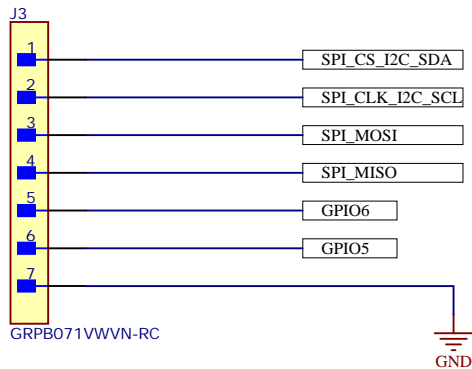 J3
1 SPI_CS_I2C_SDA
2 SPI_CLK_I2C_SCL
3 SPI_MOSI
4 SPI_MISO
5 GPIO6
6 GPIO5
7
GRPB071VWVN-RC
GND